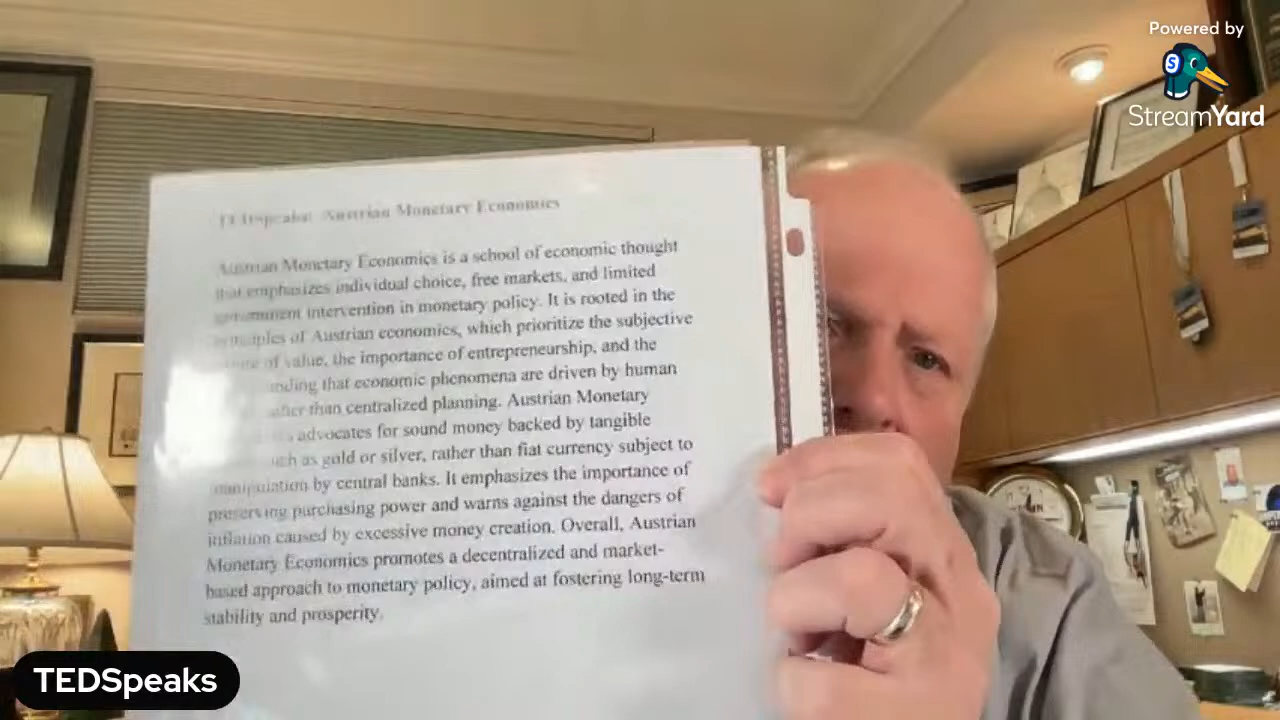 TEDspeaks: Austrian Monetary Economics
Austrian Monetary Economics is a school of economic thought
that emphasizes individual choice, free markets, and limited
government intervention in monetary policy. It is rooted in the
principles of Austrian economics, which prioritize the subjective
of value, the importance of entrepreneurship, and the
that economic phenomena are driven by human
rather than centralized planning. Austrian Monetary
advocates for sound money backed by tangible
such as gold or silver, rather than fiat currency subject to
manipulation by central banks. It emphasizes the importance of
preserving purchasing power and warns against the dangers of
inflation caused by excessive money creation. Overall, Austrian
Monetary Economics promotes a decentralized and market-
based approach to monetary policy, aimed at fostering long-term
stability and prosperity.
Powered by
StreamYard
TEDSpeaks